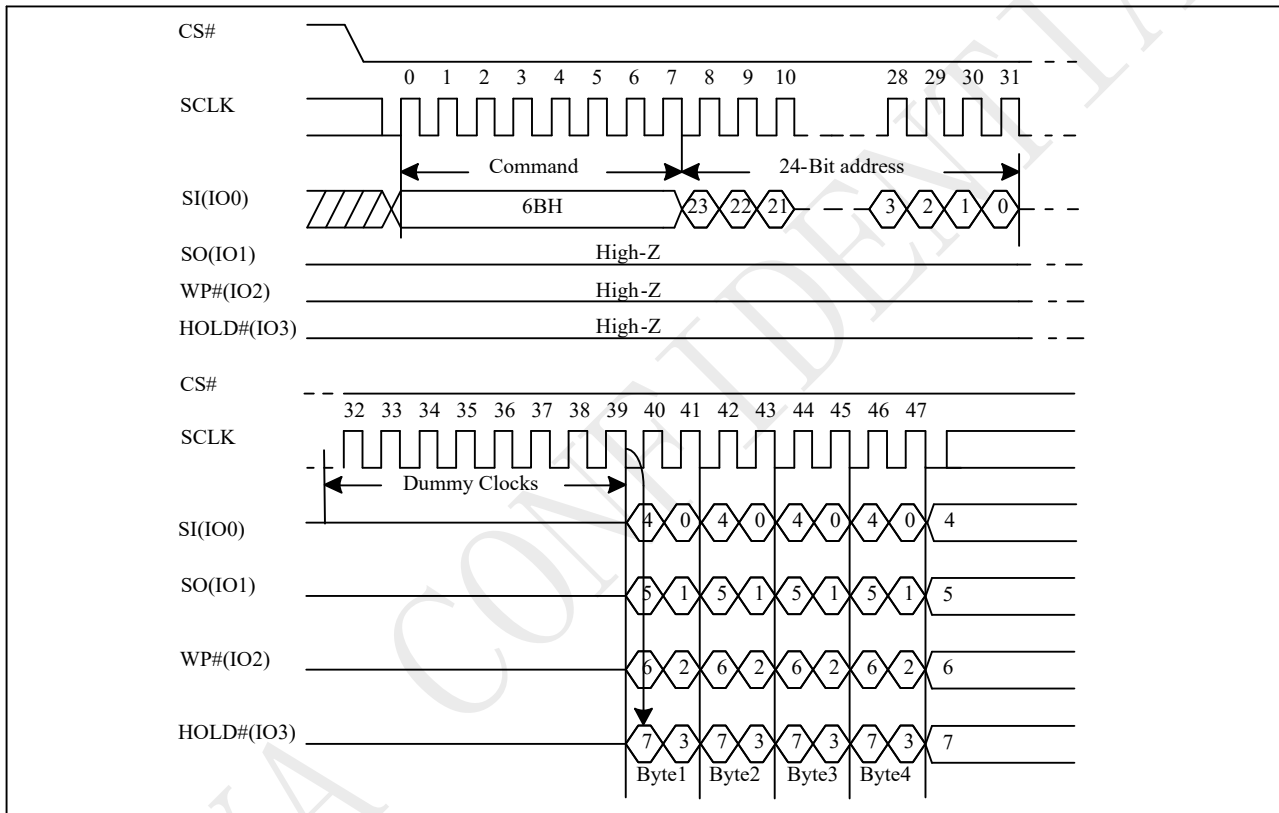 CS#
0 1 2 3 4 5 6 7 8 9 10 28 29 30 31
SCLK
Command 24-Bit address
SI(IO0) 6BH 23 22 21 3 2 1 0
SO(IO1) High-Z
WP#(IO2) High-Z
HOLD#(IO3) High-Z
CS#
32 33 34 35 36 37 38 39 40 41 42 43 44 45 46 47
SCLK
Dummy Clocks
SI(IO0) 4 0 4 0 4 0 4 0 4
SO(IO1) 5 1 5 1 5 1 5 1 5
WP#(IO2) 6 2 6 2 6 2 6 2 6
HOLD#(IO3) 7 3 7 3 7 3 7 3 7
Byte1 Byte2 Byte3 Byte4
CONFIDENTIA